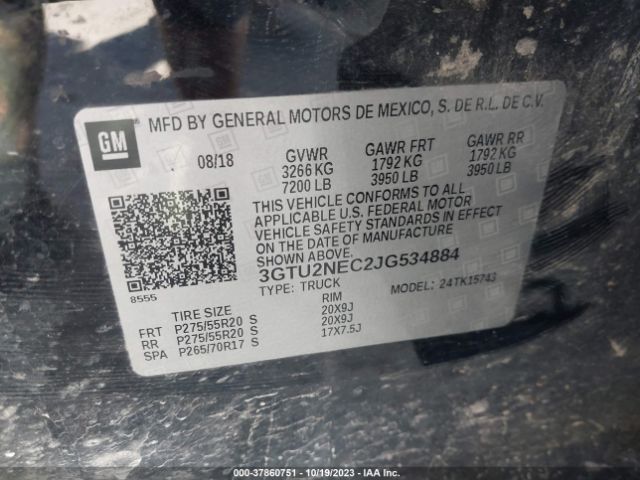 GM
MFD BY GENERAL MOTORS DE MEXICO, S. DE R.L. DE C.V.
08/18 GVWR GAWR FRT GAWR RR
3266 KG 1792 KG 1792 KG
7200 LB 3950 LB 3950 LB
THIS VEHICLE CONFORMS TO ALL
APPLICABLE U.S. FEDERAL MOTOR
VEHICLE SAFETY STANDARDS IN EFFECT
ON THE DATE OF MANUFACTURE
SHOWN ABOVE.
3GTU2NEC2JG534884
8555 TYPE: TRUCK MODEL: 24TK15743
TIRE SIZE RIM
FRT P275/55R20 S 20X9J
RR P275/55R20 S 20X9J
SPA P265/70R17 S 17X7.5J
000-37860751 - 10/19/2023 - IAA Inc.